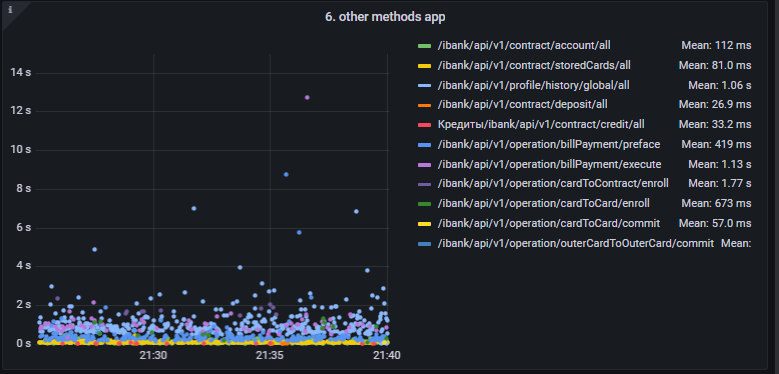 i
6. other methods app
14 s
12 s
10 s
8 s
6 s
4 s
2 s
0 s
21:30
21:35
21:40
/ibank/api/v1/contract/account/all Mean: 112 ms
/ibank/api/v1/contract/storedCards/all Mean: 81.0 ms
/ibank/api/v1/profile/history/global/all Mean: 1.06 s
/ibank/api/v1/contract/deposit/all Mean: 26.9 ms
Кредиты/ibank/api/v1/contract/credit/all Mean: 33.2 ms
/ibank/api/v1/operation/billPayment/preface Mean: 419 ms
/ibank/api/v1/operation/billPayment/execute Mean: 1.13 s
/ibank/api/v1/operation/cardToContract/enroll Mean: 1.77 s
/ibank/api/v1/operation/cardToCard/enroll Mean: 673 ms
/ibank/api/v1/operation/cardToCard/commit Mean: 57.0 ms
/ibank/api/v1/operation/outerCardToOuterCard/commit Mean: